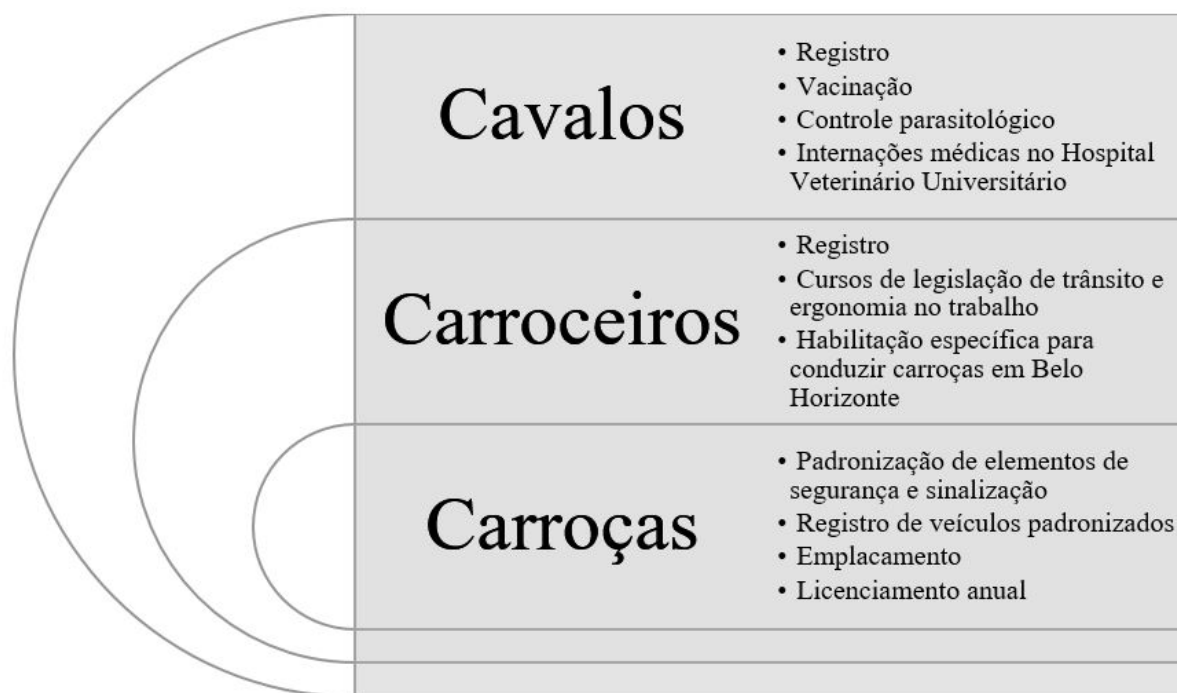 Cavalos
• Registro
• Vacinação
• Controle parasitológico
• Internações médicas no Hospital
Veterinário Universitário
Carroceiros
• Registro
• Cursos de legislação de trânsito e
ergonomia no trabalho
• Habilitação específica para
conduzir carroças em Belo
Horizonte
Carroças
• Padronização de elementos de
segurança e sinalização
• Registro de veículos padronizados
• Emplacamento
• Licenciamento anual